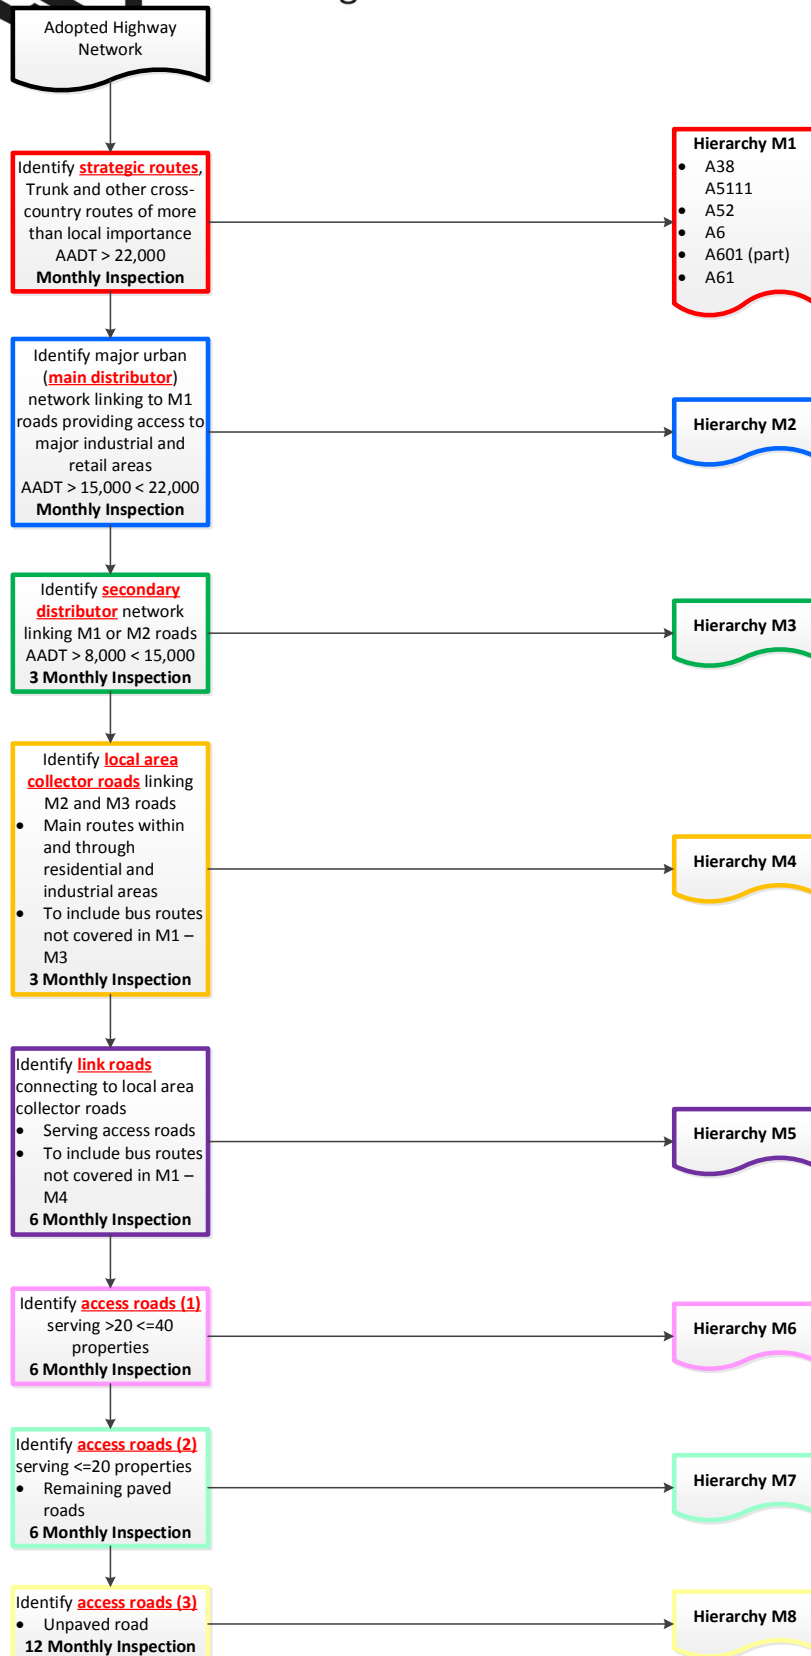 Adopted Highway
Network
Identify strategic routes,
Trunk and other cross-
country routes of more
than local importance
AADT > 22,000
Monthly Inspection
Hierarchy M1
• A38
A5111
• A52
• A6
• A601 (part)
• A61
Identify major urban
(main distributor)
network linking to M1
roads providing access to
major industrial and
retail areas
AADT > 15,000 < 22,000
Monthly Inspection
Hierarchy M2
Identify secondary
distributor network
linking M1 or M2 roads
AADT > 8,000 < 15,000
3 Monthly Inspection
Hierarchy M3
Identify local area
collector roads linking
M2 and M3 roads
• Main routes within
and through
residential and
industrial areas
• To include bus routes
not covered in M1 –
M3
3 Monthly Inspection
Hierarchy M4
Identify link roads
connecting to local area
collector roads
• Serving access roads
• To include bus routes
not covered in M1 –
M4
6 Monthly Inspection
Hierarchy M5
Identify access roads (1)
serving >20 <=40
properties
6 Monthly Inspection
Hierarchy M6
Identify access roads (2)
serving <=20 properties
• Remaining paved
roads
6 Monthly Inspection
Hierarchy M7
Identify access roads (3)
• Unpaved road
12 Monthly Inspection
Hierarchy M8